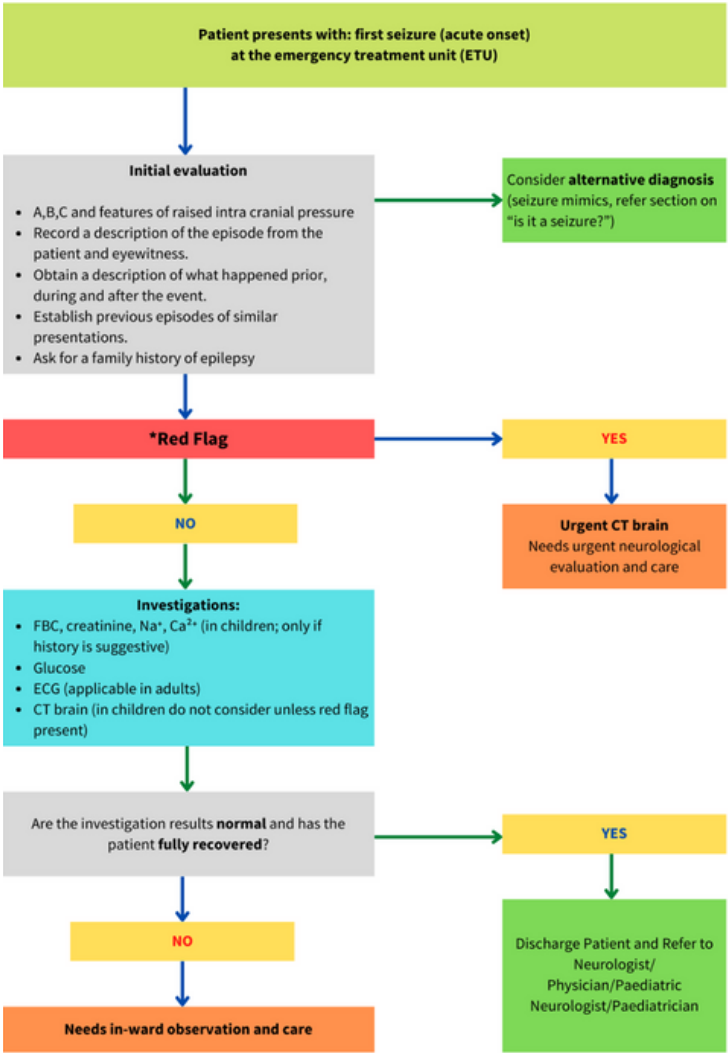 Patient presents with: first seizure (acute onset)
at the emergency treatment unit (ETU)
Initial evaluation
• A,B,C and features of raised intra cranial pressure
• Record a description of the episode from the
patient and eyewitness.
• Obtain a description of what happened prior,
during and after the event.
• Establish previous episodes of similar
presentations.
• Ask for a family history of epilepsy
Consider alternative diagnosis
(seizure mimics, refer section on
“is it a seizure?”)
*Red Flag
YES
NO
Urgent CT brain
Needs urgent neurological
evaluation and care
Investigations:
• FBC, creatinine, Na⁺, Ca²⁺ (in children; only if
history is suggestive)
• Glucose
• ECG (applicable in adults)
• CT brain (in children do not consider unless red flag
present)
Are the investigation results normal and has the
patient fully recovered?
YES
NO
Discharge Patient and Refer to
Neurologist/
Physician/Paediatric
Neurologist/Paediatrician
Needs in-ward observation and care